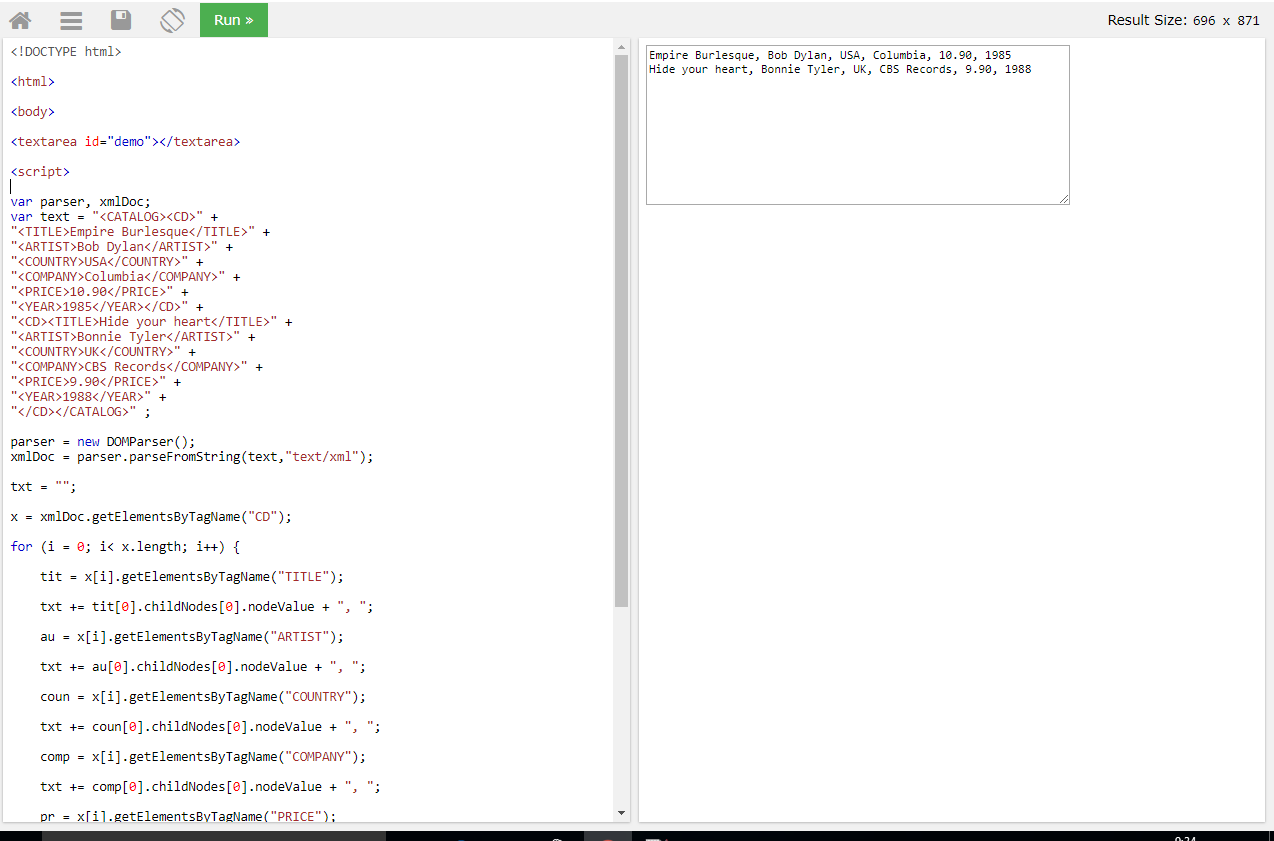 Run »
Result Size: 696 x 871
<!DOCTYPE html>
<html>
<body>
<textarea id="demo"></textarea>
<script>
var parser, xmlDoc;
var text = "<CATALOG><CD>" +
"<TITLE>Empire Burlesque</TITLE>" +
"<ARTIST>Bob Dylan</ARTIST>" +
"<COUNTRY>USA</COUNTRY>" +
"<COMPANY>Columbia</COMPANY>" +
"<PRICE>10.90</PRICE>" +
"<YEAR>1985</YEAR></CD>" +
"<CD><TITLE>Hide your heart</TITLE>" +
"<ARTIST>Bonnie Tyler</ARTIST>" +
"<COUNTRY>UK</COUNTRY>" +
"<COMPANY>CBS Records</COMPANY>" +
"<PRICE>9.90</PRICE>" +
"<YEAR>1988</YEAR>" +
"</CD></CATALOG>" ;
parser = new DOMParser();
xmlDoc = parser.parseFromString(text,"text/xml");
txt = "";
x = xmlDoc.getElementsByTagName("CD");
for (i = 0; i< x.length; i++) {
tit = x[i].getElementsByTagName("TITLE");
txt += tit[0].childNodes[0].nodeValue + ", ";
au = x[i].getElementsByTagName("ARTIST");
txt += au[0].childNodes[0].nodeValue + ", ";
coun = x[i].getElementsByTagName("COUNTRY");
txt += coun[0].childNodes[0].nodeValue + ", ";
comp = x[i].getElementsByTagName("COMPANY");
txt += comp[0].childNodes[0].nodeValue + ", ";
pr = x[i].getElementsByTagName("PRICE");
Empire Burlesque, Bob Dylan, USA, Columbia, 10.90, 1985
Hide your heart, Bonnie Tyler, UK, CBS Records, 9.90, 1988